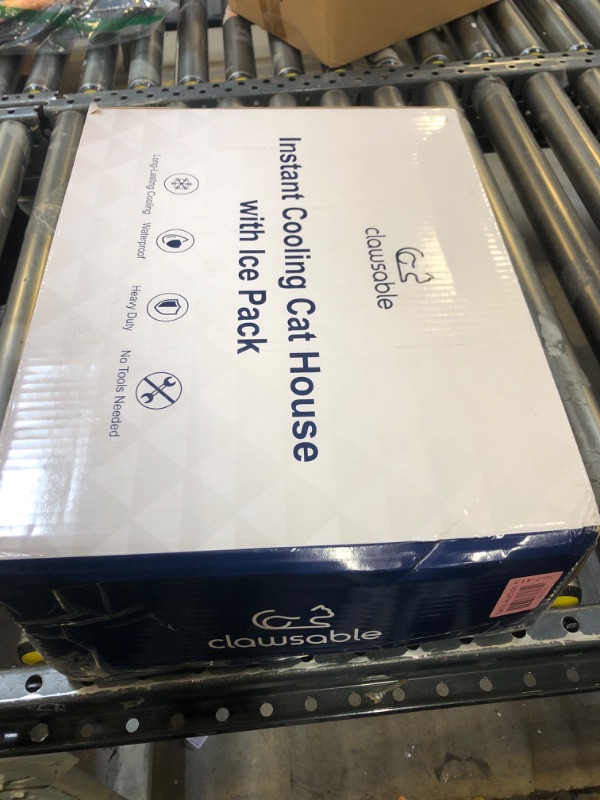 clawsable
Instant Cooling Cat House
with Ice Pack
Long-Lasting Cooling
Waterproof
Heavy Duty
No Tools Needed
clawsable